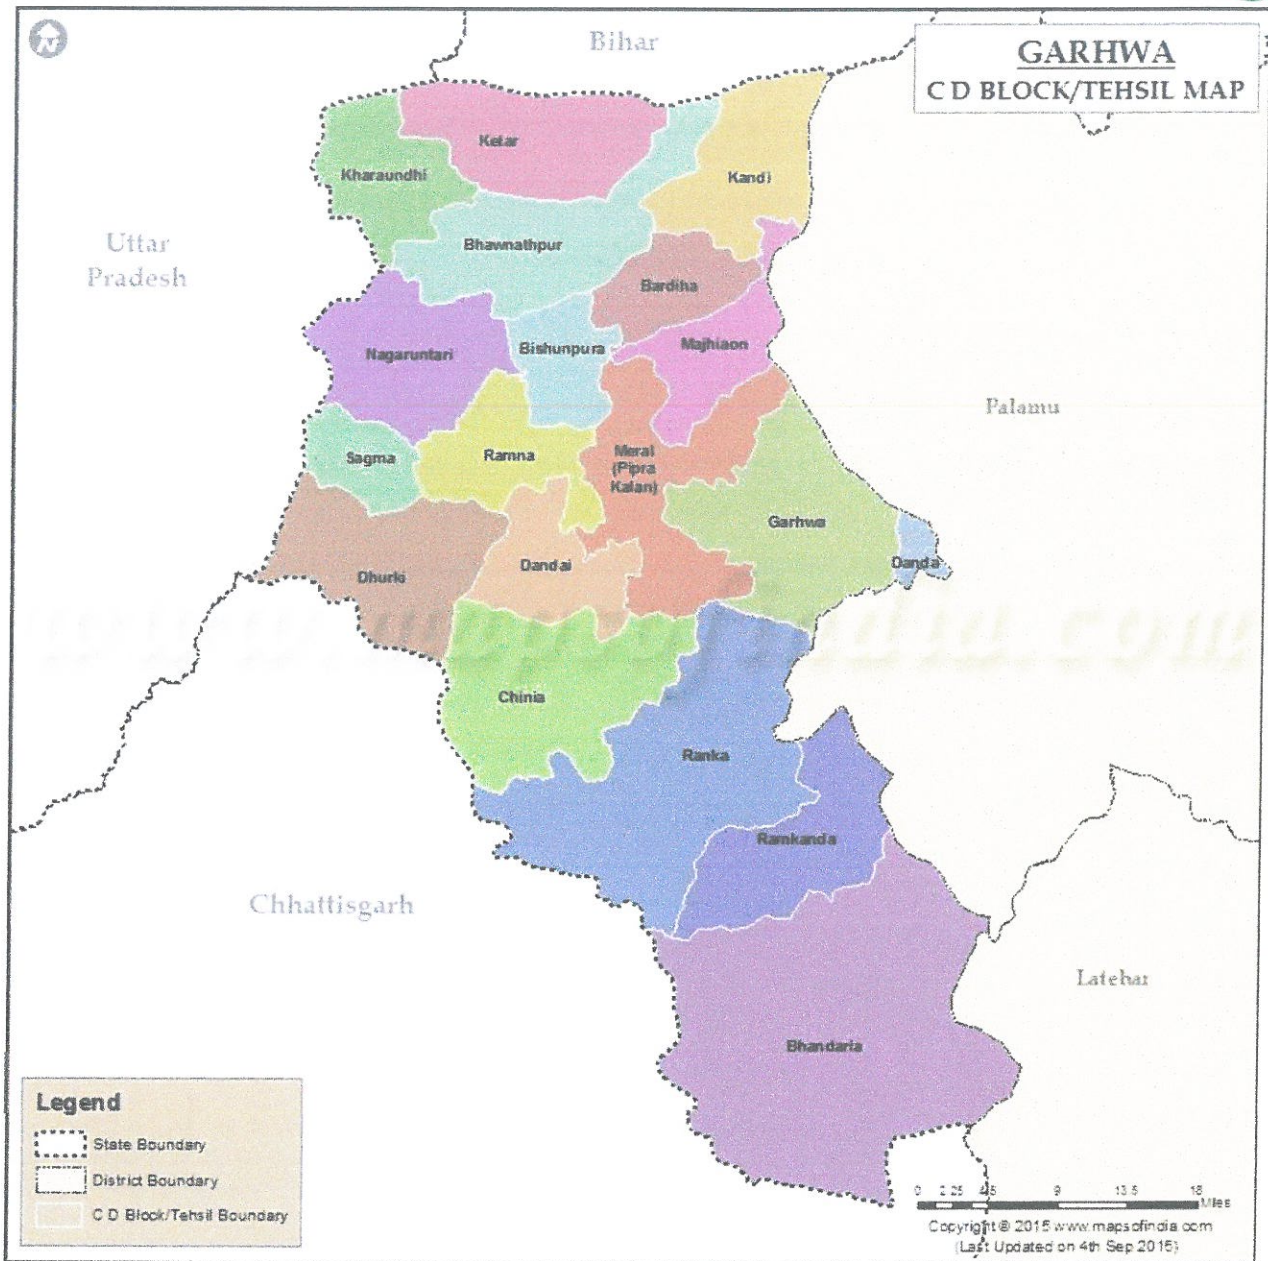 Bihar
GARHWA
C D BLOCK/TEHSIL MAP
Ketar
Kharaundhi
Kandi
Uttar
Pradesh
Bhawnathpur
Bardiha
Nagaruntari
Bishunpura
Majhiaon
Palamu
Sagma
Ramna
Meral
(Pipra
Kalan)
Garhwa
Dhurki
Dandai
Danda
Chinia
Ranka
Ramkanda
Chhattisgarh
Latehar
Bhandaria
Legend
State Boundary
District Boundary
C D Block/Tehsil Boundary
0 2.25 4.5 9 13.5 18
Miles
Copyright © 2015 www.mapsofindia.com
(Last Updated on 4th Sep 2015)